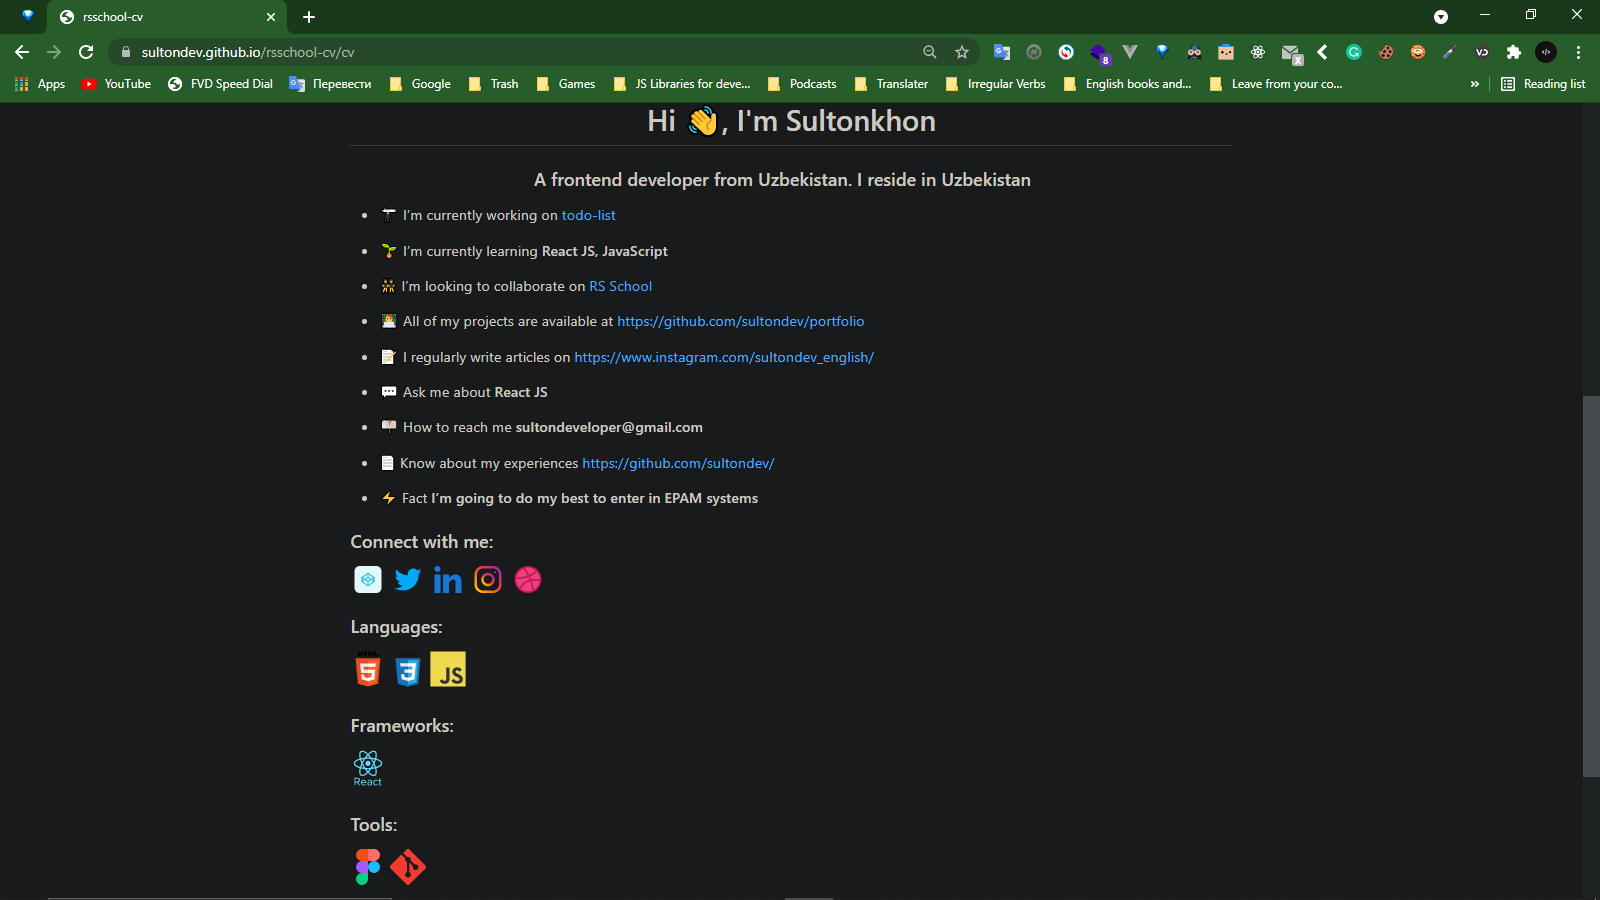 rsschool-cv
sultondev.github.io/rsschool-cv/cv
8
x
VD
Apps YouTube FVD Speed Dial Перевести Google Trash Games JS Libraries for deve... Podcasts Translater Irregular Verbs English books and... Leave from your co... » Reading list
Hi 👋, I'm Sultonkhon
A frontend developer from Uzbekistan. I reside in Uzbekistan
• 🔭 I'm currently working on todo-list
• 🌱 I'm currently learning React JS, JavaScript
• 👯 I'm looking to collaborate on RS School
• 👨‍💻 All of my projects are available at https://github.com/sultondev/portfolio
• 📝 I regularly write articles on https://www.instagram.com/sultondev_english/
• 💬 Ask me about React JS
• 📫 How to reach me sultondeveloper@gmail.com
• 📄 Know about my experiences https://github.com/sultondev/
• ⚡ Fact I'm going to do my best to enter in EPAM systems
Connect with me:
in
Languages:
HTML
5 3 JS
Frameworks:
React
Tools: